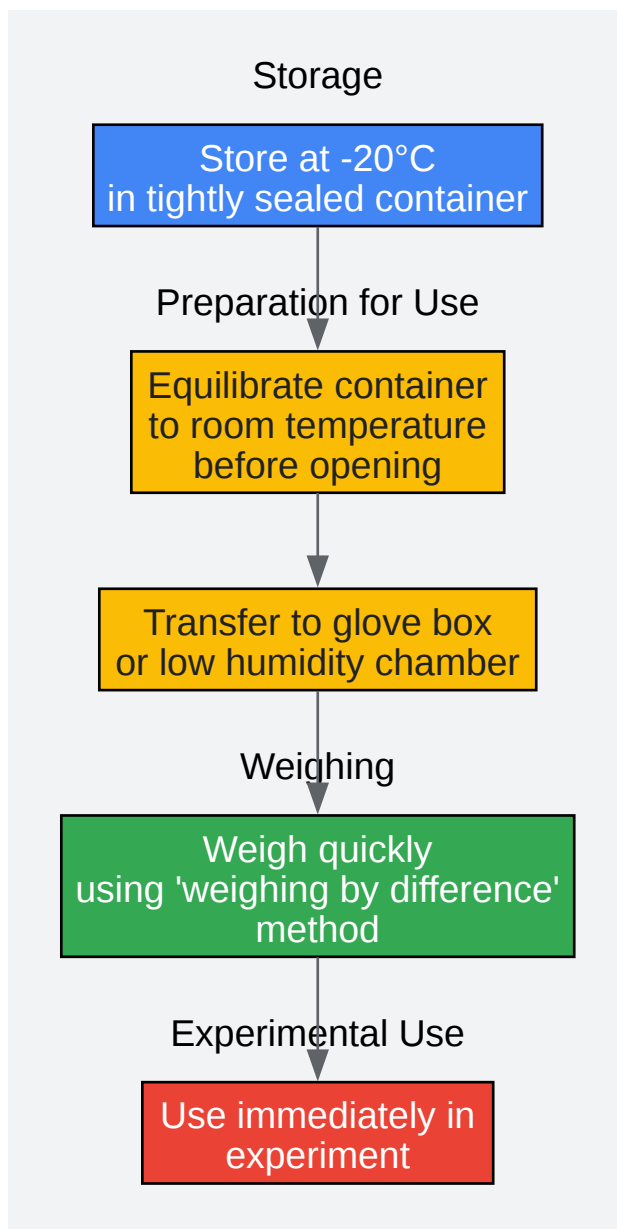 Storage
Store at -20°C
in tightly sealed container
Preparation for Use
Equilibrate container
to room temperature
before opening
Transfer to glove box
or low humidity chamber
Weighing
Weigh quickly
using 'weighing by difference'
method
Experimental Use
Use immediately in
experiment